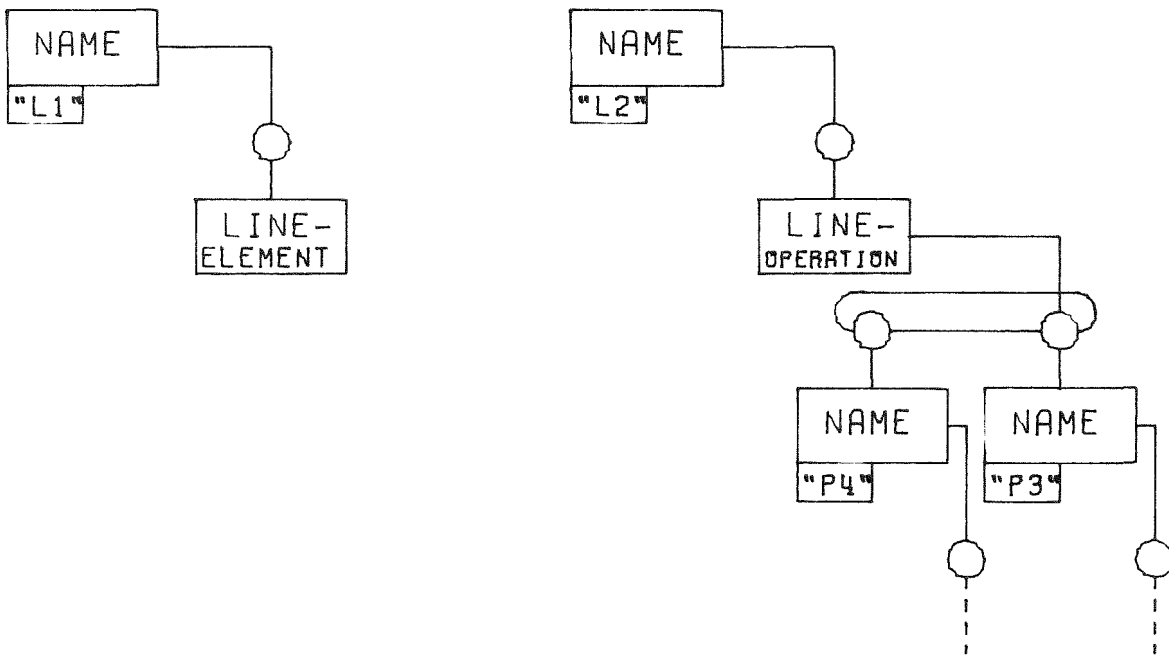 NAME
"L1"
LINE-
ELEMENT
NAME
"L2"
LINE-
OPERATION
NAME
"P4"
NAME
"P3"